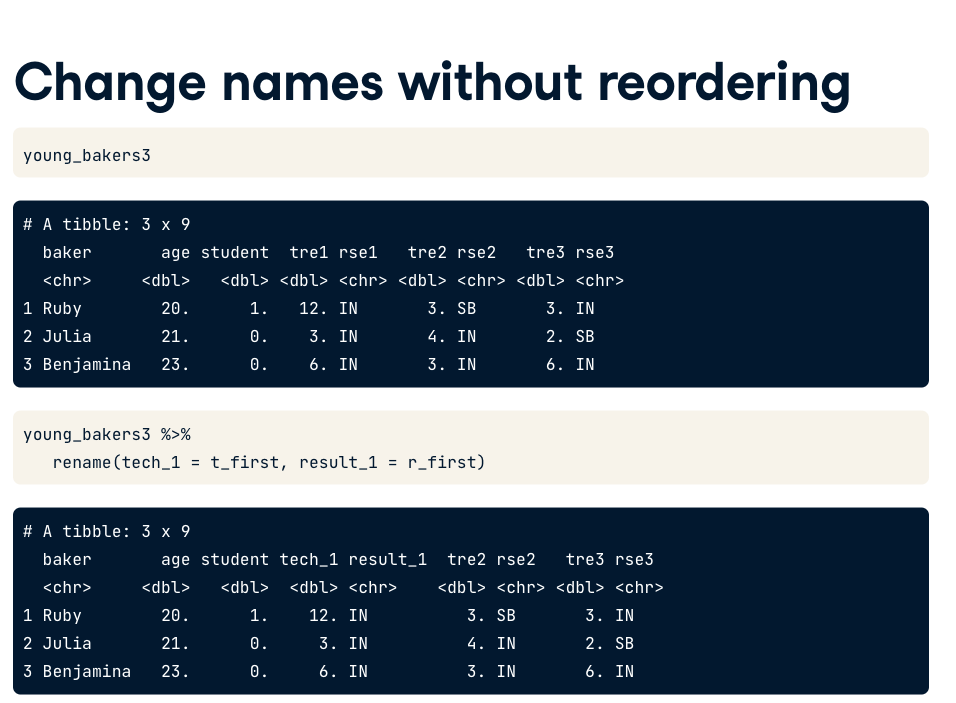 Change names without reordering
young_bakers3
# A tibble: 3 x 9
  baker       age student  tre1 rse1   tre2 rse2   tre3 rse3
  <chr>     <dbl>   <dbl> <dbl> <chr> <dbl> <chr> <dbl> <chr>
1 Ruby        20.      1.   12. IN       3. SB       3. IN
2 Julia       21.      0.    3. IN       4. IN       2. SB
3 Benjamina   23.      0.    6. IN       3. IN       6. IN
young_bakers3 %>%
   rename(tech_1 = t_first, result_1 = r_first)
# A tibble: 3 x 9
  baker       age student tech_1 result_1  tre2 rse2   tre3 rse3
  <chr>     <dbl>   <dbl>  <dbl> <chr>    <dbl> <chr> <dbl> <chr>
1 Ruby        20.      1.    12. IN          3. SB       3. IN
2 Julia       21.      0.     3. IN          4. IN       2. SB
3 Benjamina   23.      0.     6. IN          3. IN       6. IN